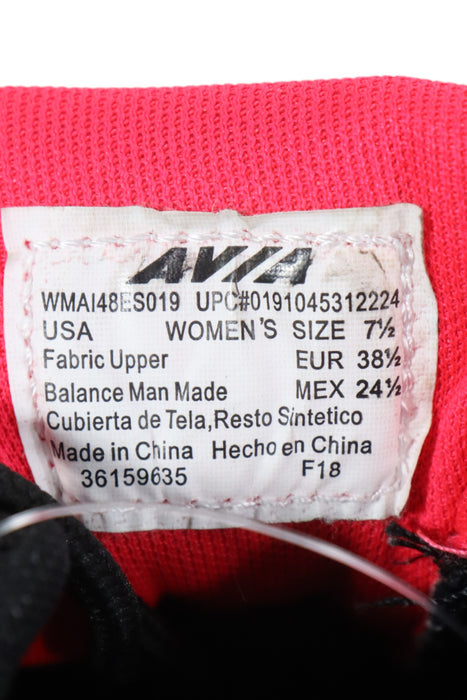 AVIA
WMAI48ES019 UPC#0191045312224
USA WOMEN'S SIZE 7½
Fabric Upper EUR 38½
Balance Man Made MEX 24½
Cubierta de Tela,Resto Sintetico
Made in China Hecho en China
36159635 F18